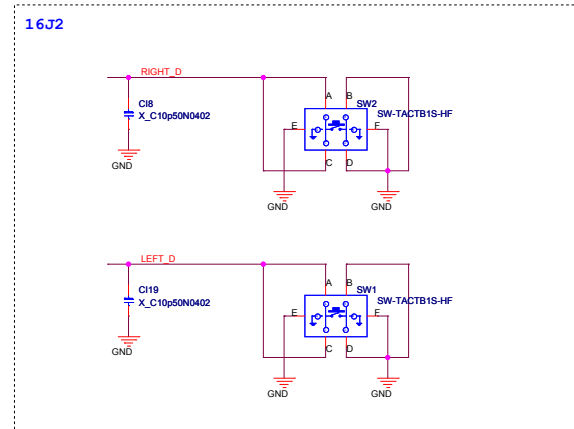 16J2
RIGHT_D
CI8
X_C10p50N0402
GND
A
B
SW2
SW-TACTB1S-HF
E
F
C
D
GND
GND
LEFT_D
CI19
X_C10p50N0402
GND
A
B
SW1
SW-TACTB1S-HF
E
F
C
D
GND
GND